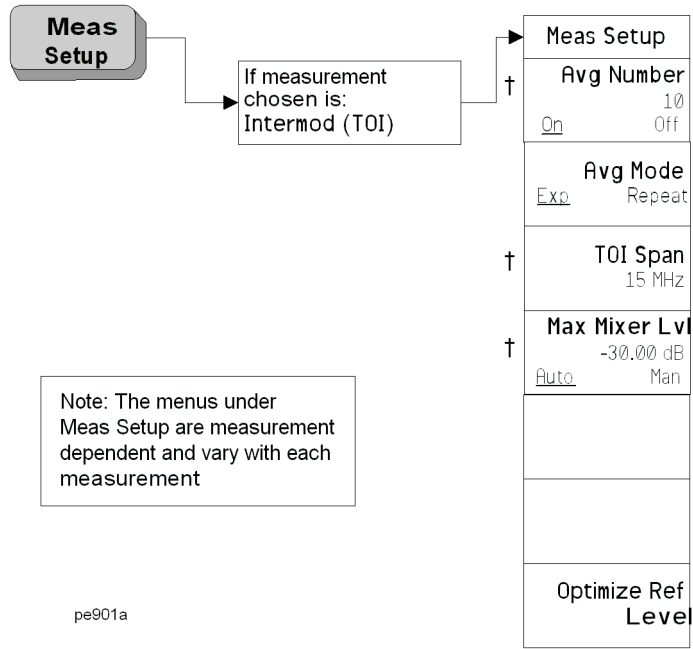 Meas
Setup
If measurement
chosen is:
Intermod (TOI)
Meas Setup
† Avg Number
10
On Off
Avg Mode
Exp Repeat
† TOI Span
15 MHz
† Max Mixer Lvl
-30.00 dB
Auto Man
Optimize Ref
Level
Note: The menus under
Meas Setup are measurement
dependent and vary with each
measurement
pe901a